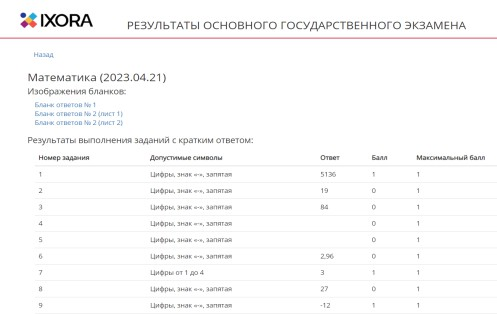 IXORA
РЕЗУЛЬТАТЫ ОСНОВНОГО ГОСУДАРСТВЕННОГО ЭКЗАМЕНА
Назад
Математика (2023.04.21)
Изображения бланков:
Бланк ответов № 1
Бланк ответов № 2 (лист 1)
Бланк ответов № 2 (лист 2)
Результаты выполнения заданий с кратким ответом:
Номер задания Допустимые символы Ответ Балл Максимальный балл
1 Цифры, знак «-», запятая 5136 1 1
2 Цифры, знак «-», запятая 19 0 1
3 Цифры, знак «-», запятая 84 0 1
4 Цифры, знак «-», запятая 0 1
5 Цифры, знак «-», запятая 0 1
6 Цифры, знак «-», запятая 2,96 0 1
7 Цифры от 1 до 4 3 1 1
8 Цифры, знак «-», запятая 27 0 1
9 Цифры, знак «-», запятая -12 1 1